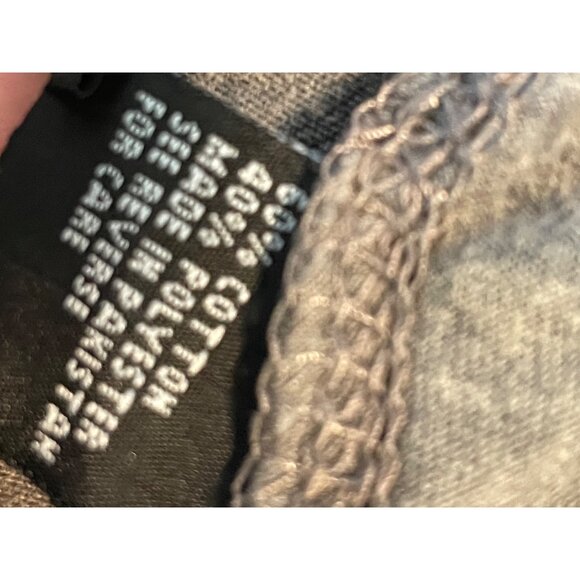 60% COTTON
40% POLYESTER
MADE IN PAKISTAN
SEE REVERSE
FOR CARE